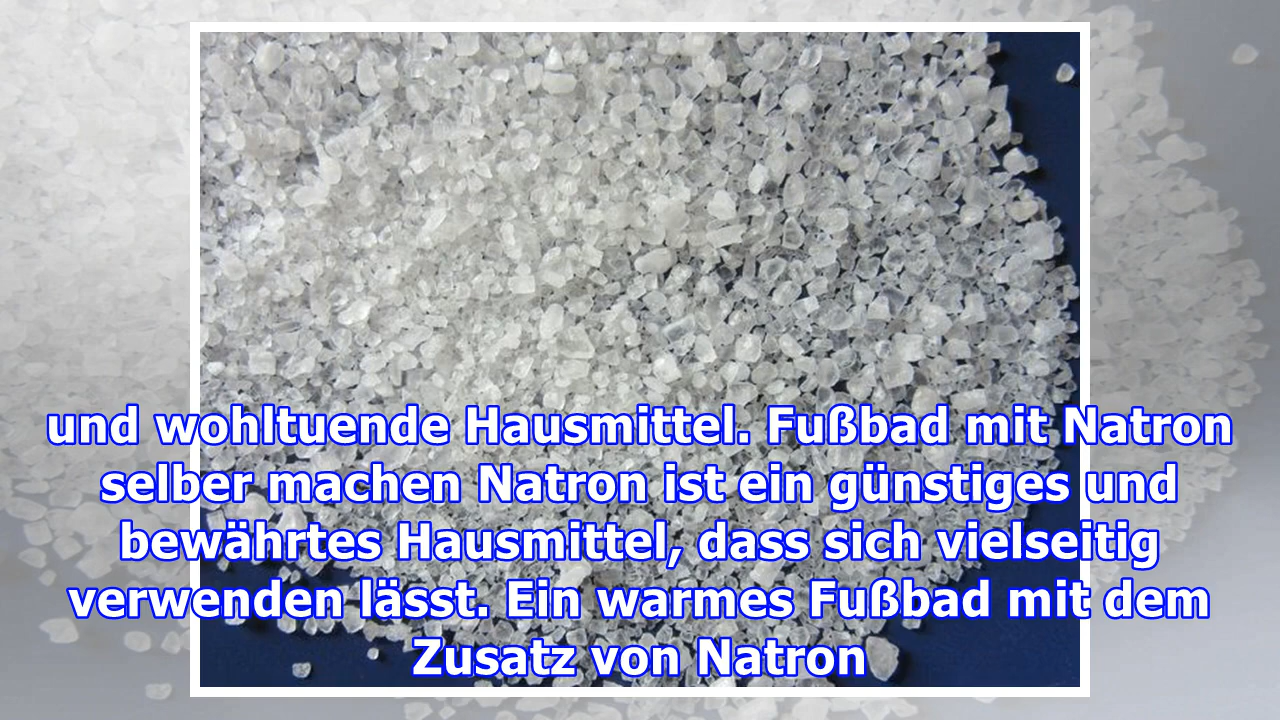 und wohltuende Hausmittel. Fußbad mit Natron
selber machen Natron ist ein günstiges und
bewährtes Hausmittel, dass sich vielseitig
verwenden lässt. Ein warmes Fußbad mit dem
Zusatz von Natron